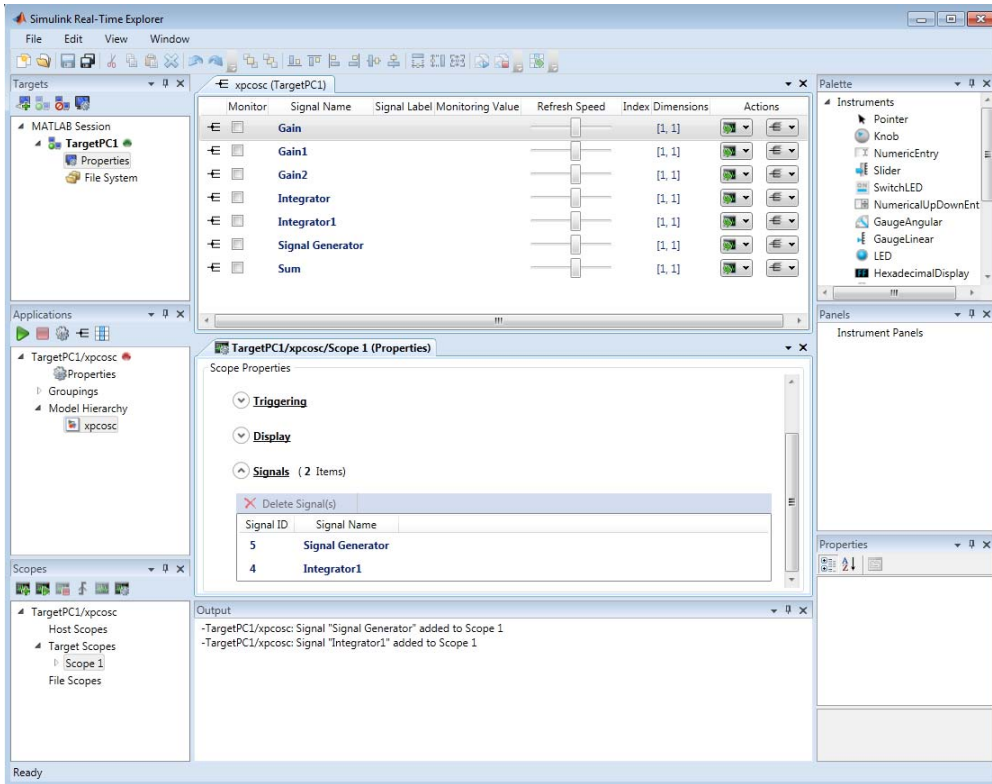 Simulink Real-Time Explorer
File Edit View Window
Targets
MATLAB Session
TargetPC1
Properties
File System
xpcosc (TargetPC1)
Monitor Signal Name Signal Label Monitoring Value Refresh Speed Index Dimensions Actions
Gain [1, 1]
Gain1 [1, 1]
Gain2 [1, 1]
Integrator [1, 1]
Integrator1 [1, 1]
Signal Generator [1, 1]
Sum [1, 1]
Palette
Instruments
Pointer
Knob
NumericEntry
Slider
SwitchLED
NumericalUpDownEnt
GaugeAngular
GaugeLinear
LED
HexadecimalDisplay
Applications
TargetPC1/xpcosc
Properties
Groupings
Model Hierarchy
xpcosc
TargetPC1/xpcosc/Scope 1 (Properties)
Scope Properties
Triggering
Display
Signals ( 2 Items)
Delete Signal(s)
Signal ID Signal Name
5 Signal Generator
4 Integrator1
Panels
Instrument Panels
Properties
Scopes
TargetPC1/xpcosc
Host Scopes
Target Scopes
Scope 1
File Scopes
Output
-TargetPC1/xpcosc: Signal "Signal Generator" added to Scope 1
-TargetPC1/xpcosc: Signal "Integrator1" added to Scope 1
Ready